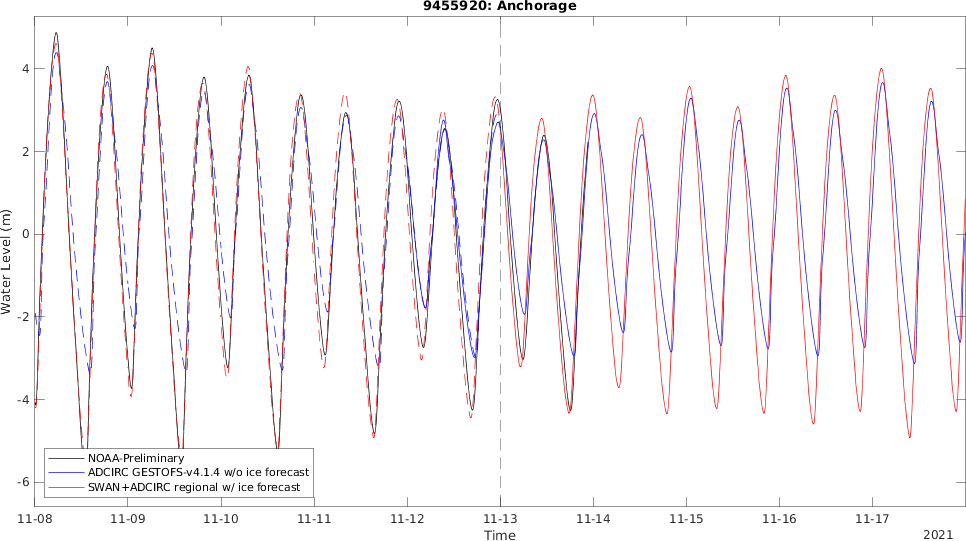 9455920: Anchorage
Water Level (m)
4
2
0
-2
-4
-6
NOAA-Preliminary
ADCIRC GESTOFS-v4.1.4 w/o ice forecast
SWAN+ADCIRC regional w/ ice forecast
11-08 11-09 11-10 11-11 11-12 11-13 11-14 11-15 11-16 11-17
Time
2021